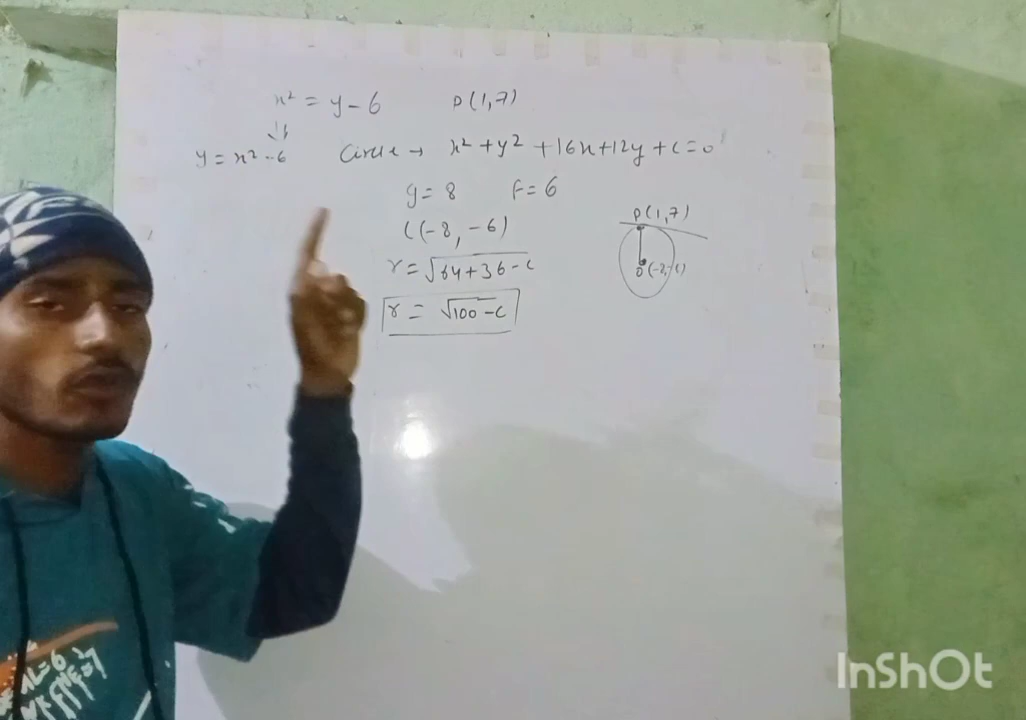 x² = y - 6 P(1,7)
y = x² - 6 Circle → x² + y² + 16x + 12y + c = 0
g = 8 f = 6
C(-8, -6)
r = √64+36-c
r = √100-c
P(1,7)
O(-8,-6)
InShOt